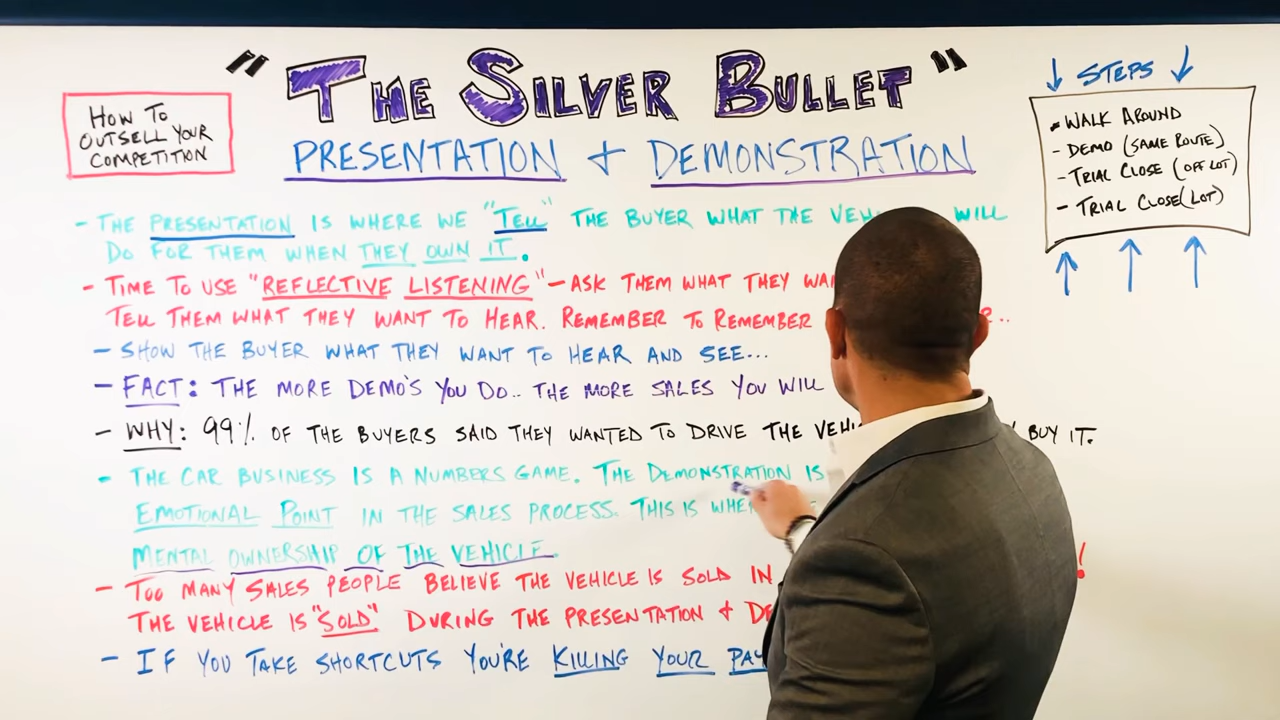 "THE SILVER BULLET"
HOW TO
OUTSELL YOUR
COMPETITION
PRESENTATION + DEMONSTRATION
STEPS
- WALK AROUND
- DEMO (SAME ROUTE)
- TRIAL CLOSE (OFF LOT)
- TRIAL CLOSE (LOT)
- THE PRESENTATION IS WHERE WE "TELL" THE BUYER WHAT THE WILL
DO FOR THEM WHEN THEY OWN IT.
- TIME TO USE "REFLECTIVE LISTENING" - ASK THEM WHAT THEY
TELL THEM WHAT THEY WANT TO HEAR. REMEMBER TO REMEMBER
- SHOW THE BUYER WHAT THEY WANT TO HEAR AND SEE...
- FACT: THE MORE DEMO'S YOU DO.. THE MORE SALES YOU WILL
- WHY: 99% OF THE BUYERS SAID THEY WANTED TO DRIVE THE BUY IT.
- THE CAR BUSINESS IS A NUMBERS GAME. THE DEMONSTRATION IS
EMOTIONAL POINT IN THE SALES PROCESS. THIS IS
MENTAL OWNERSHIP OF THE VEHICLE.
- TOO MANY SALES PEOPLE BELIEVE THE VEHICLE IS SOLD IN !
THE VEHICLE IS "SOLD" DURING THE PRESENTATION +
- IF YOU TAKE SHORTCUTS YOU'RE KILLING YOUR